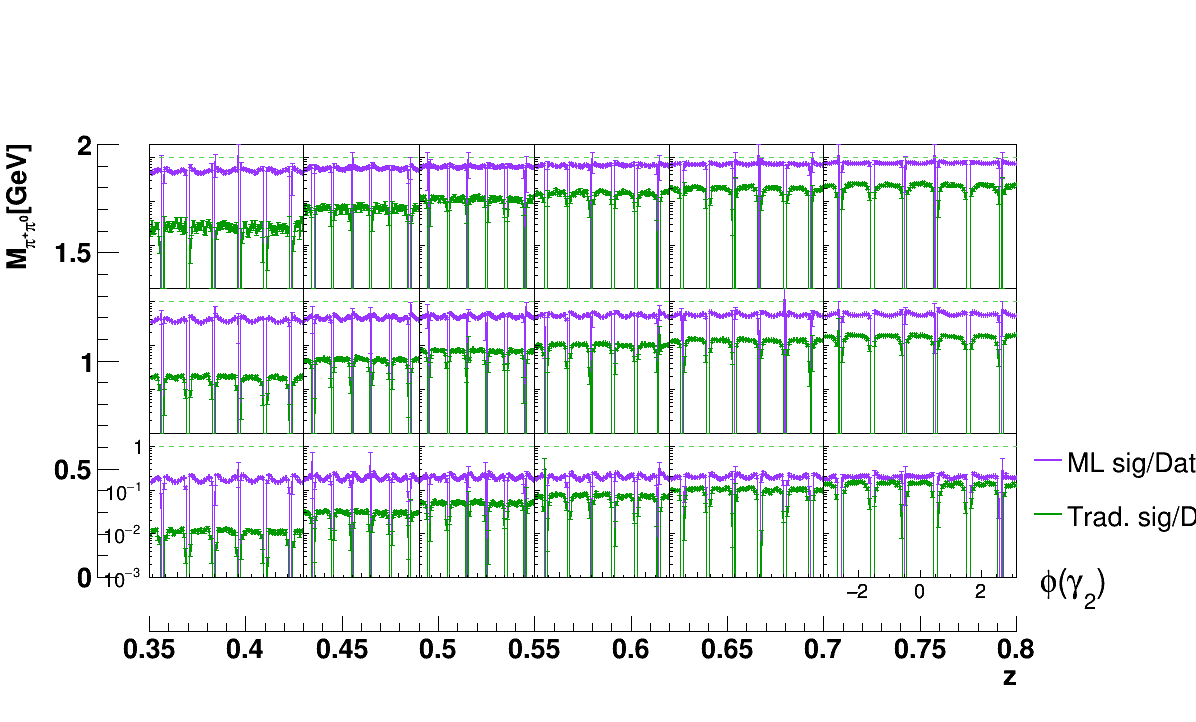 M_{π⁺π⁰}[GeV]
2
1.5
1
0.5
0
1
10⁻¹
10⁻²
10⁻³
ML sig/Dat
Trad. sig/D
−2 0 2
ϕ(γ₂)
0.35 0.4 0.45 0.5 0.55 0.6 0.65 0.7 0.75 0.8
z